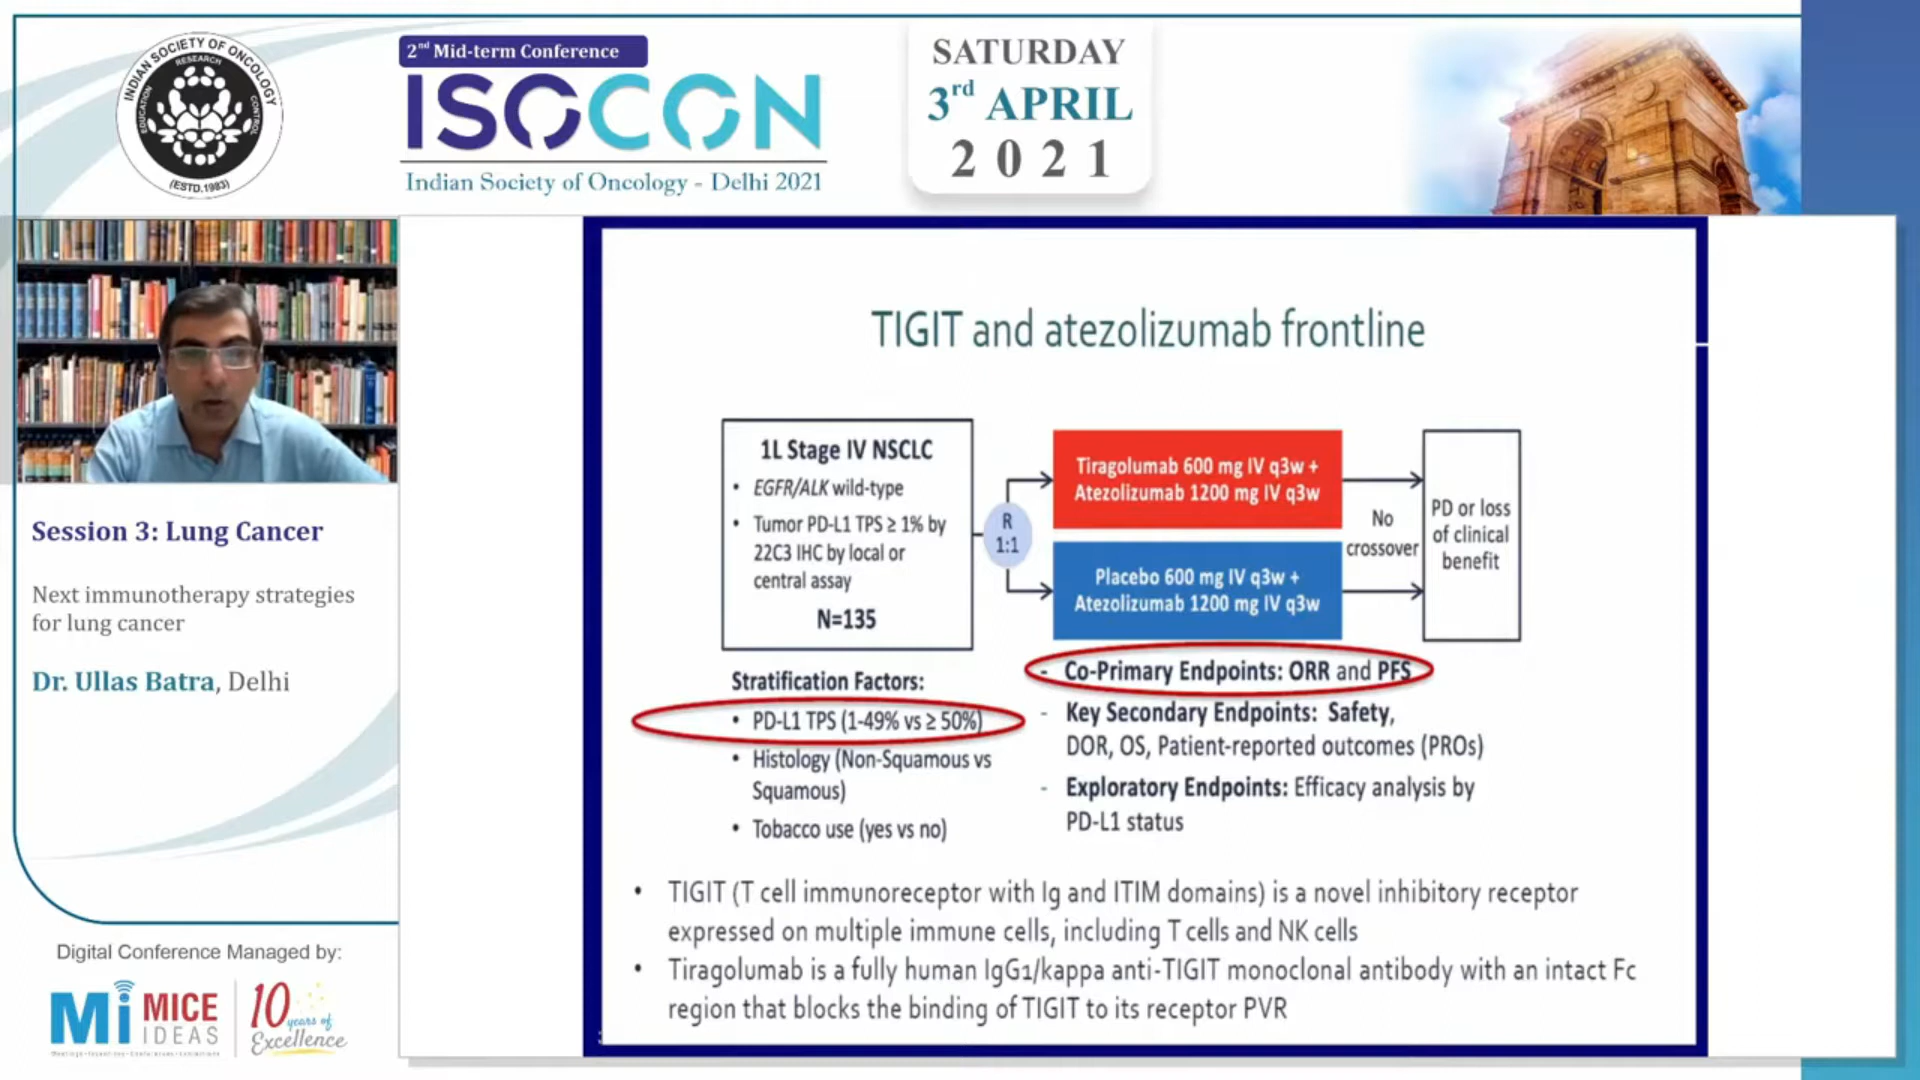 INDIAN SOCIETY OF ONCOLOGY
RESEARCH
EDUCATION
CONTROL
(ESTD.1983)
2nd Mid-term Conference
ISOCON
Indian Society of Oncology - Delhi 2021
SATURDAY
3rd APRIL
2021
Session 3: Lung Cancer
Next immunotherapy strategies
for lung cancer
Dr. Ullas Batra, Delhi
Digital Conference Managed by:
Mi MICE
IDEAS
10
years of
Excellence
TIGIT and atezolizumab frontline
1L Stage IV NSCLC
• EGFR/ALK wild-type
• Tumor PD-L1 TPS ≥ 1% by
22C3 IHC by local or
central assay
N=135
R
1:1
Tiragolumab 600 mg IV q3w +
Atezolizumab 1200 mg IV q3w
Placebo 600 mg IV q3w +
Atezolizumab 1200 mg IV q3w
No
crossover
PD or loss
of clinical
benefit
Stratification Factors:
• PD-L1 TPS (1-49% vs ≥ 50%)
• Histology (Non-Squamous vs
Squamous)
• Tobacco use (yes vs no)
- Co-Primary Endpoints: ORR and PFS
- Key Secondary Endpoints: Safety,
DOR, OS, Patient-reported outcomes (PROs)
- Exploratory Endpoints: Efficacy analysis by
PD-L1 status
• TIGIT (T cell immunoreceptor with Ig and ITIM domains) is a novel inhibitory receptor
expressed on multiple immune cells, including T cells and NK cells
• Tiragolumab is a fully human IgG1/kappa anti-TIGIT monoclonal antibody with an intact Fc
region that blocks the binding of TIGIT to its receptor PVR